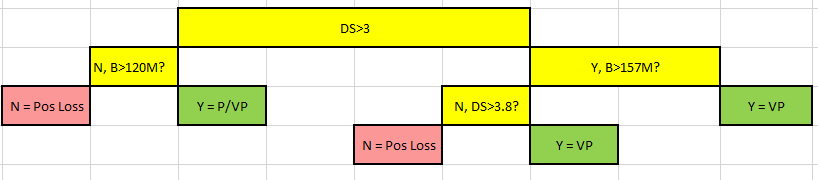 DS>3
N, B>120M?
Y, B>157M?
N = Pos Loss
Y = P/VP
N, DS>3.8?
Y = VP
N = Pos Loss
Y = VP